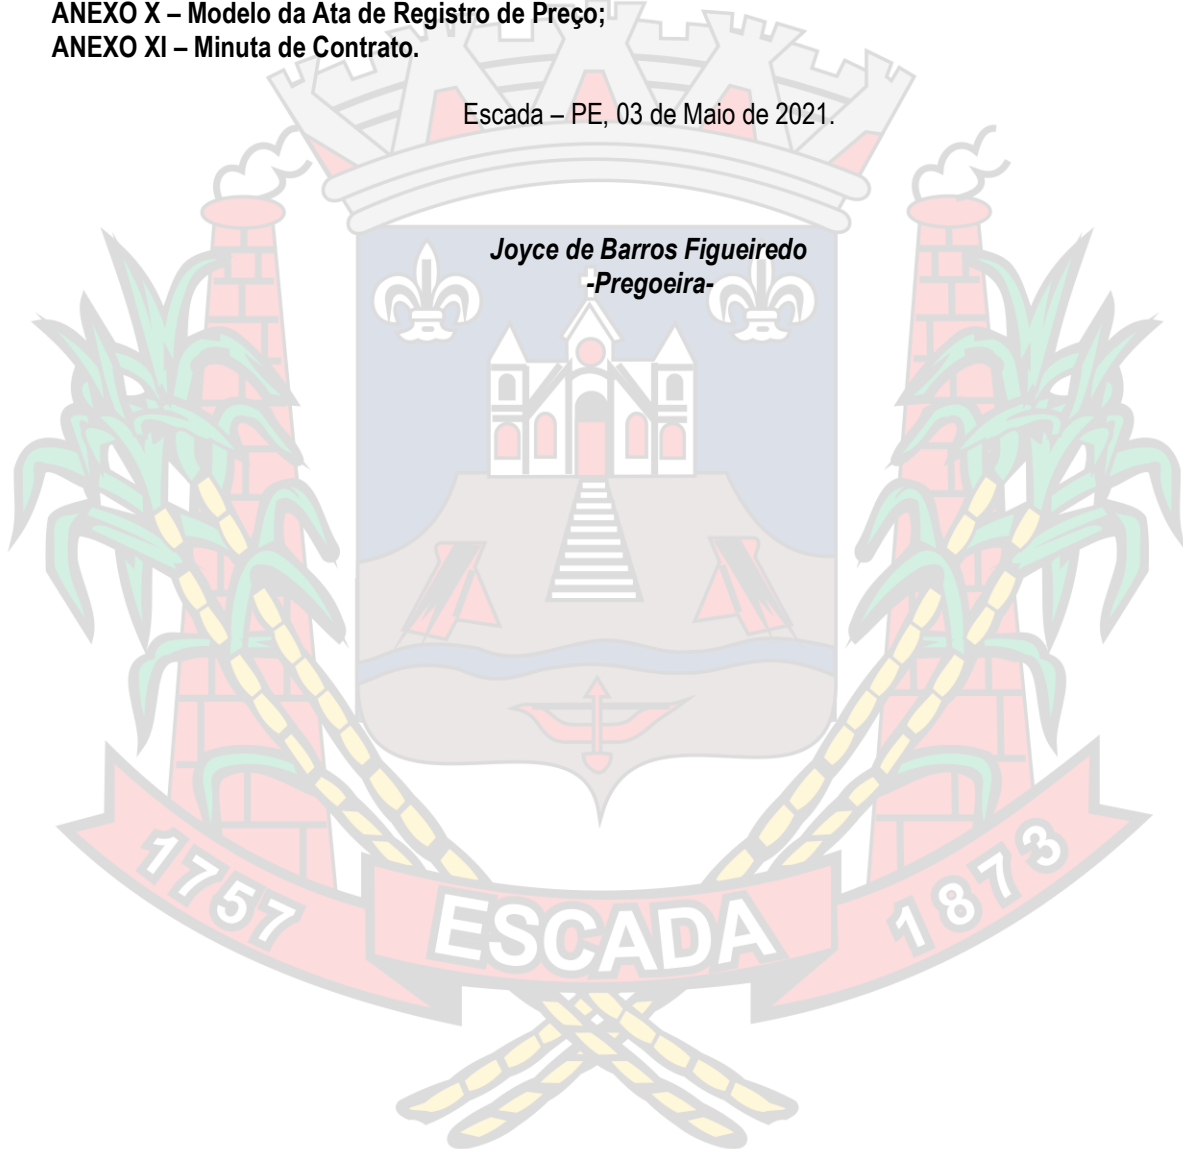 ANEXO X – Modelo da Ata de Registro de Preço;
ANEXO XI – Minuta de Contrato.
Escada – PE, 03 de Maio de 2021.
Joyce de Barros Figueiredo
-Pregoeira-
1757
ESCADA
1873